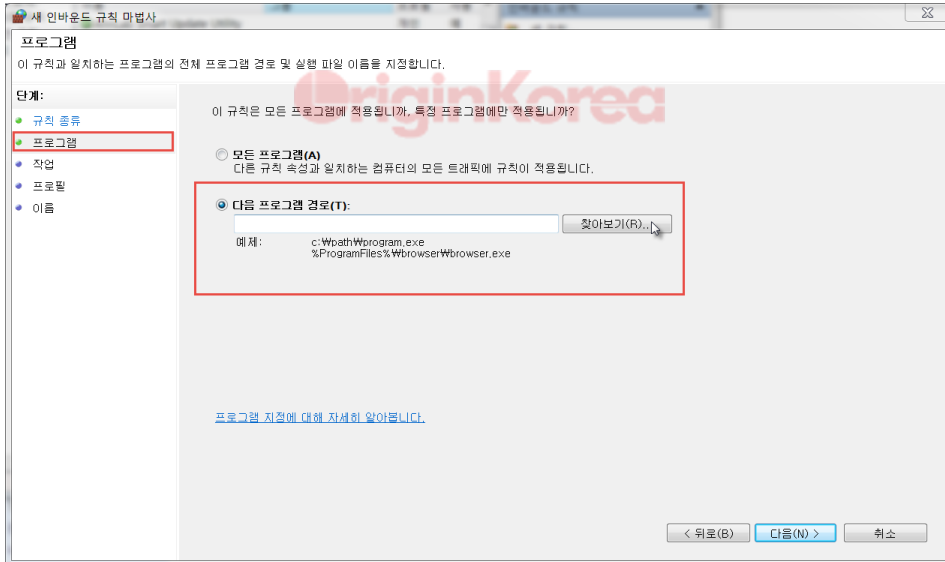 새 인바운드 규칙 마법사
프로그램
이 규칙과 일치하는 프로그램의 전체 프로그램 경로 및 실행 파일 이름을 지정합니다.
OriginKorea
단계:
규칙 종류
프로그램
작업
프로필
이름
이 규칙은 모든 프로그램에 적용됩니까, 특정 프로그램에만 적용됩니까?
모든 프로그램(A)
다른 규칙 속성과 일치하는 컴퓨터의 모든 트래픽에 규칙이 적용됩니다.
다음 프로그램 경로(T):
찾아보기(R)...
예제:
c:₩path₩program.exe
%ProgramFiles%₩browser₩browser.exe
프로그램 지정에 대해 자세히 알아봅니다.
< 뒤로(B)
다음(N) >
취소